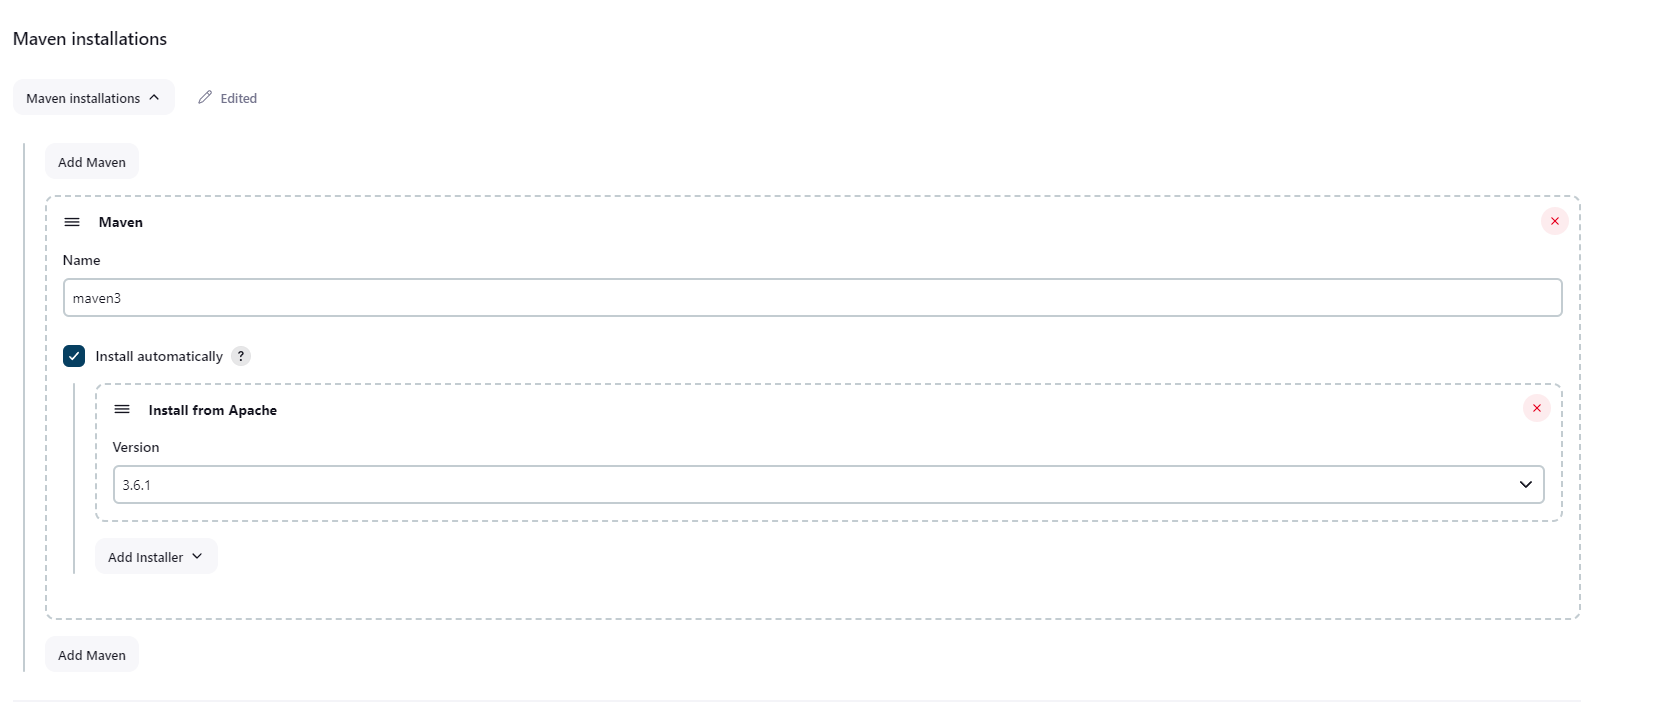 Maven installations
Maven installations
Edited
Add Maven
Maven
Name
maven3
Install automatically ?
Install from Apache
Version
3.6.1
Add Installer
Add Maven